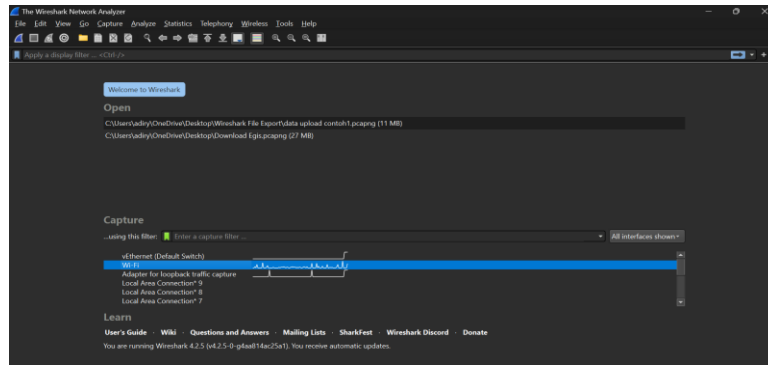 The Wireshark Network Analyzer
File Edit View Go Capture Analyze Statistics Telephony Wireless Tools Help
Apply a display filter ... <Ctrl-/>
Welcome to Wireshark
Open
C:\Users\adiry\OneDrive\Desktop\Wireshark File Export\data upload contoh1.pcapng (11 MB)
C:\Users\adiry\OneDrive\Desktop\Download Egis.pcapng (27 MB)
Capture
...using this filter: Enter a capture filter ... All interfaces shown
vEthernet (Default Switch)
Wi-Fi
Adapter for loopback traffic capture
Local Area Connection* 9
Local Area Connection* 8
Local Area Connection* 7
Learn
User's Guide · Wiki · Questions and Answers · Mailing Lists · SharkFest · Wireshark Discord · Donate
You are running Wireshark 4.2.5 (v4.2.5-0-g4aa814ac25a1). You receive automatic updates.